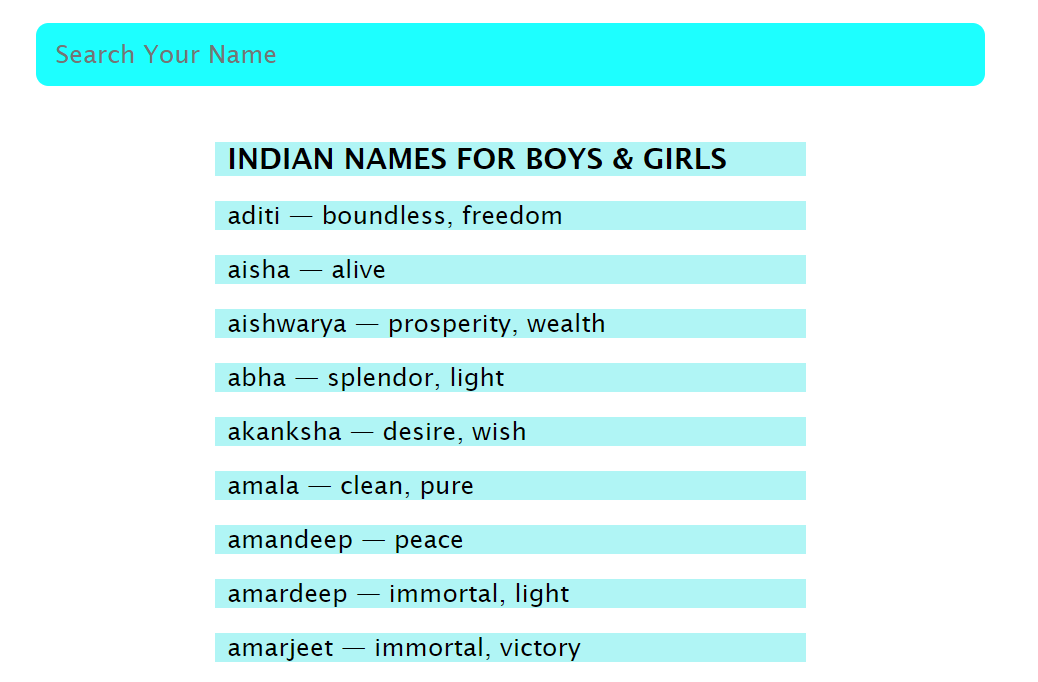 Search Your Name
INDIAN NAMES FOR BOYS & GIRLS
aditi — boundless, freedom
aisha — alive
aishwarya — prosperity, wealth
abha — splendor, light
akanksha — desire, wish
amala — clean, pure
amandeep — peace
amardeep — immortal, light
amarjeet — immortal, victory